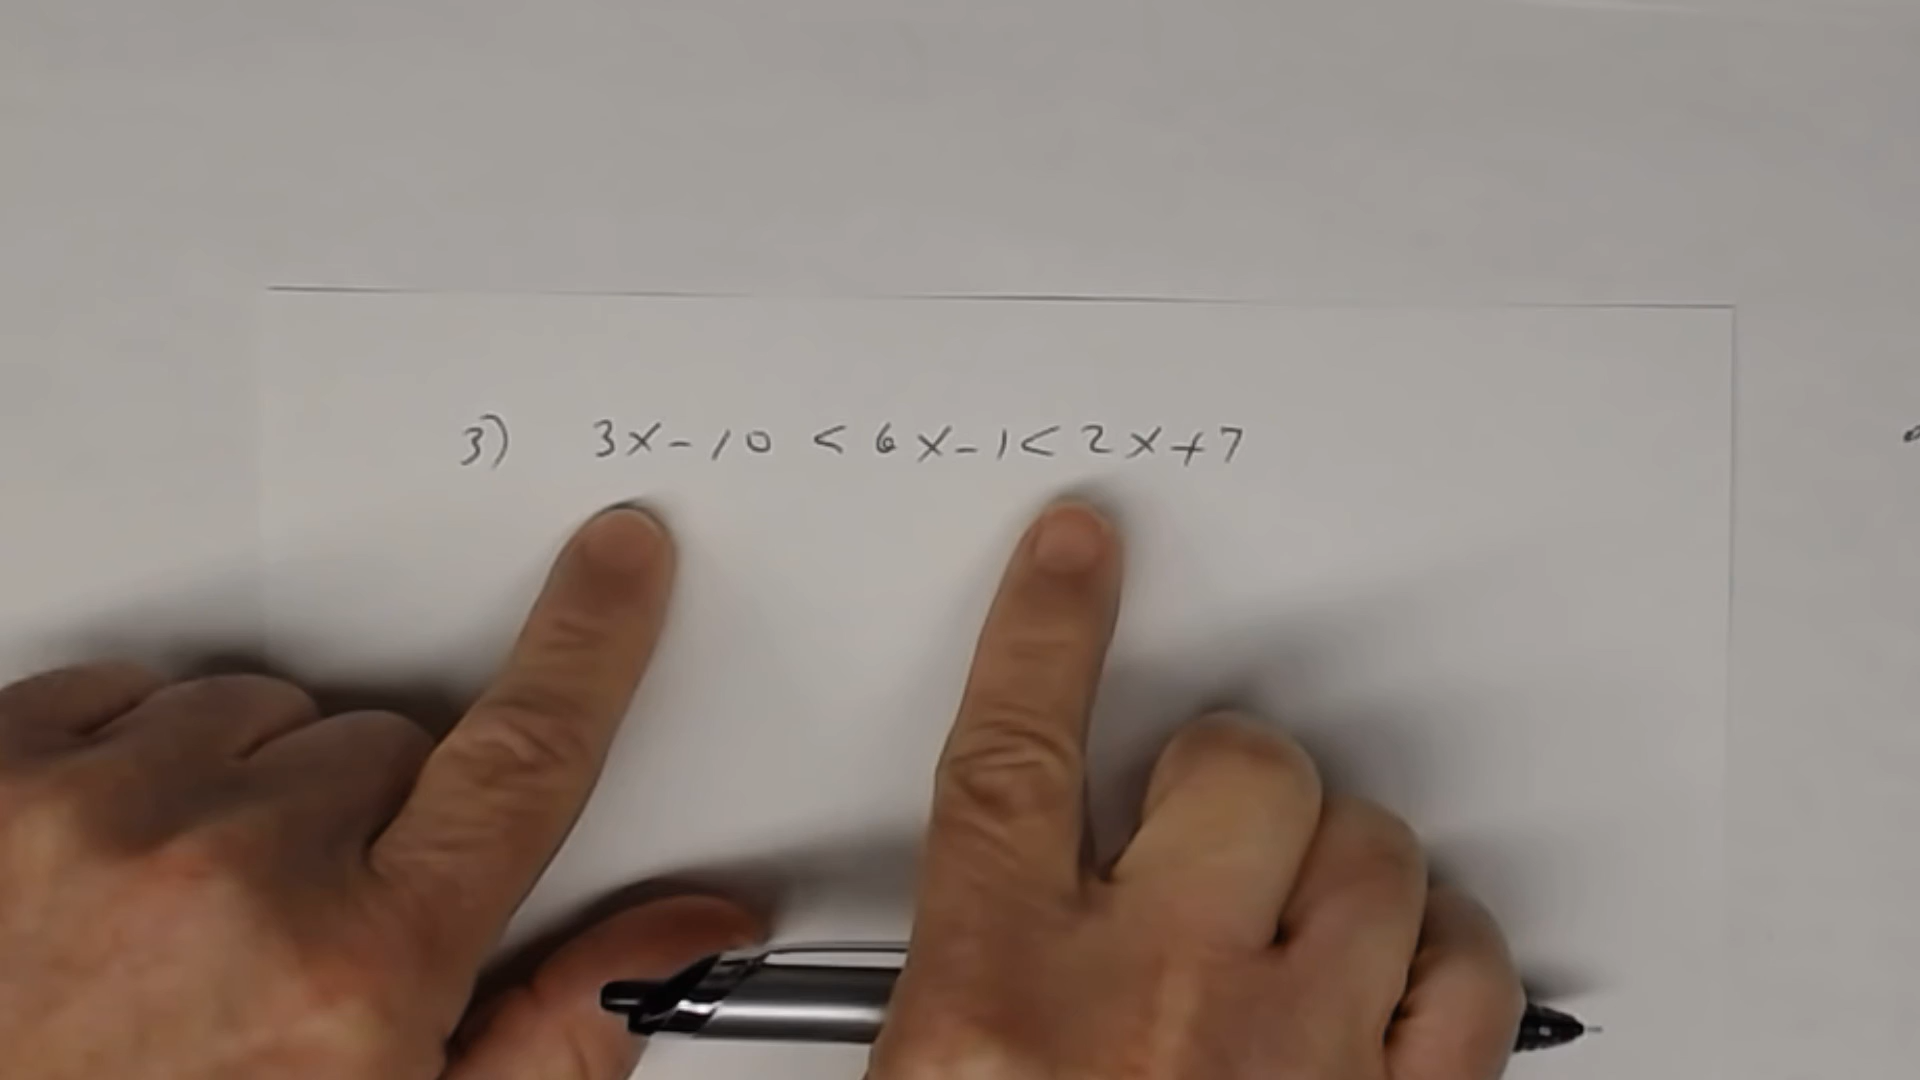 3) 3x-10 < 6x-1 < 2x+7